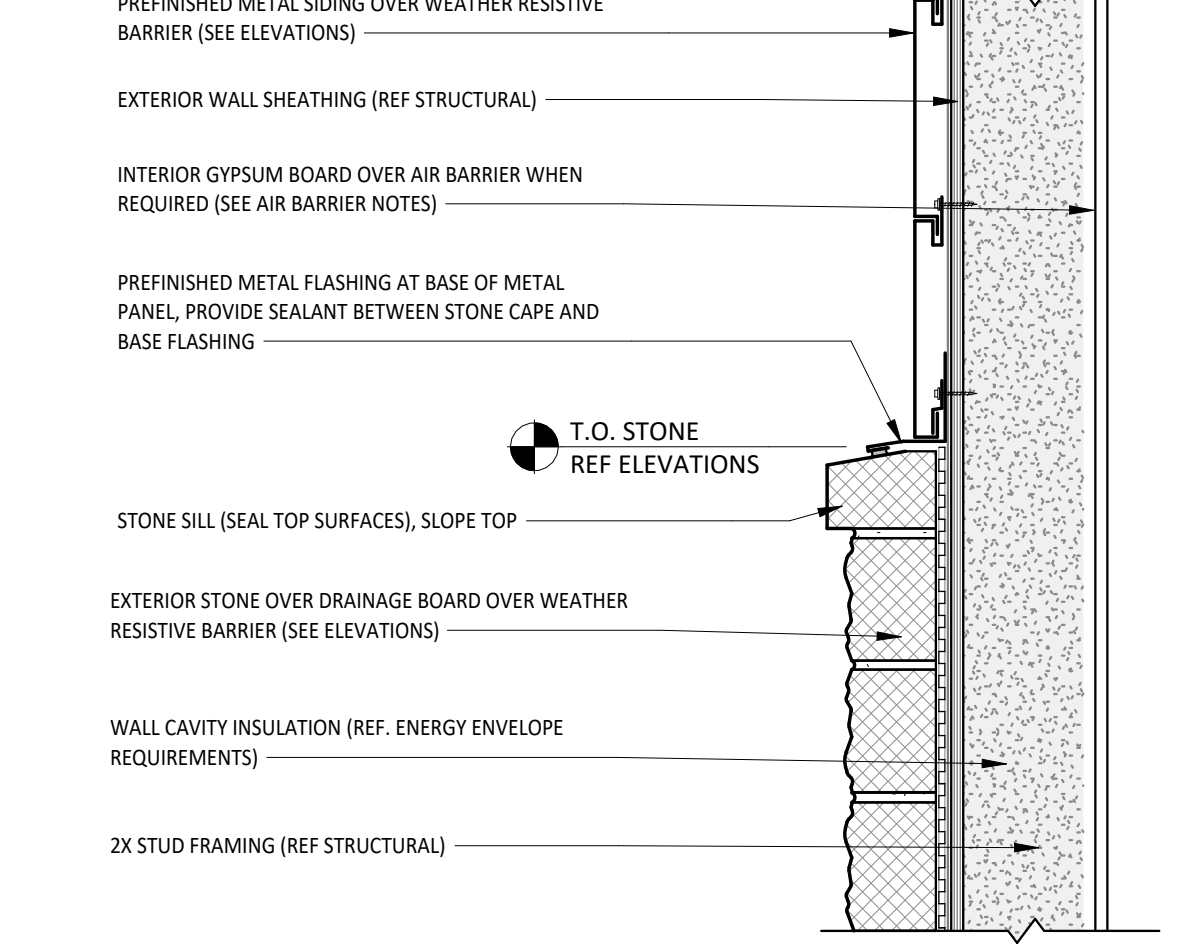 PREFINISHED METAL SIDING OVER WEATHER RESISTIVE
BARRIER (SEE ELEVATIONS)
EXTERIOR WALL SHEATHING (REF STRUCTURAL)
INTERIOR GYPSUM BOARD OVER AIR BARRIER WHEN
REQUIRED (SEE AIR BARRIER NOTES)
PREFINISHED METAL FLASHING AT BASE OF METAL
PANEL, PROVIDE SEALANT BETWEEN STONE CAPE AND
BASE FLASHING
T.O. STONE
REF ELEVATIONS
STONE SILL (SEAL TOP SURFACES), SLOPE TOP
EXTERIOR STONE OVER DRAINAGE BOARD OVER WEATHER
RESISTIVE BARRIER (SEE ELEVATIONS)
WALL CAVITY INSULATION (REF. ENERGY ENVELOPE
REQUIREMENTS)
2X STUD FRAMING (REF STRUCTURAL)